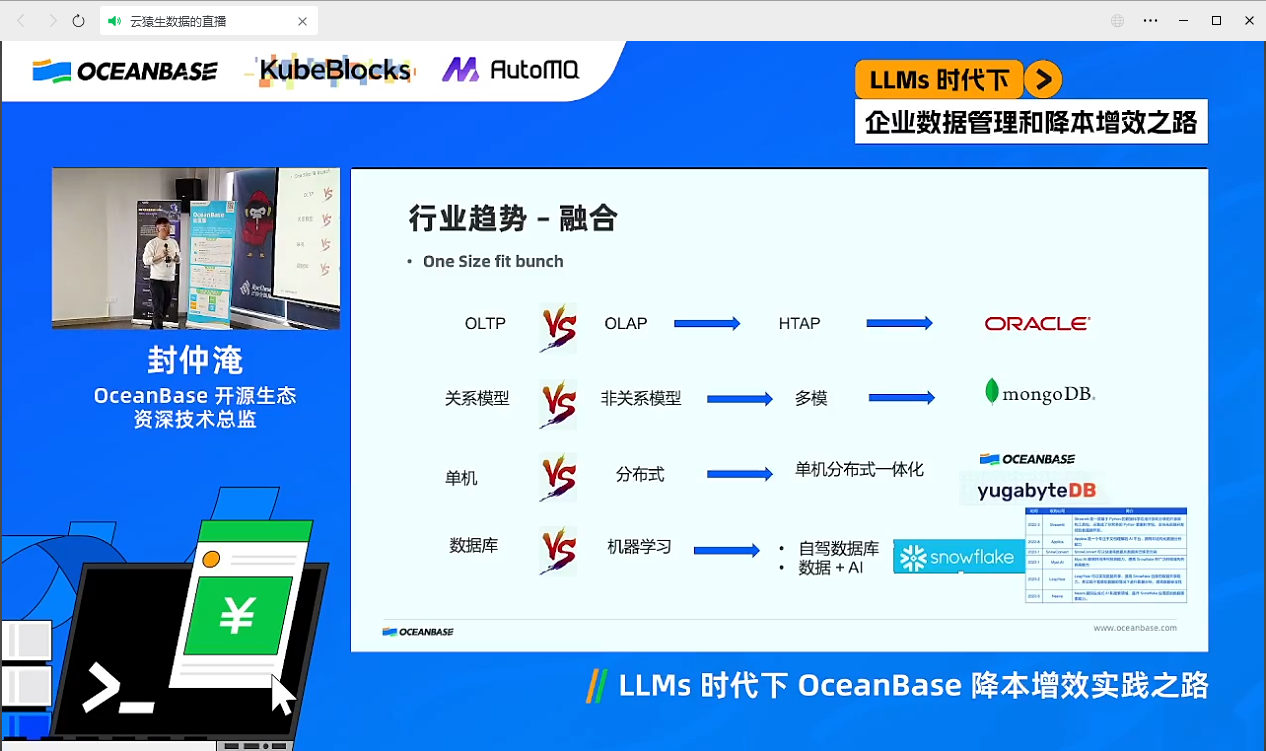 云猿生数据的直播
OCEANBASE
KubeBlocks
AutoMQ
LLMs 时代下
企业数据管理和降本增效之路
封仲淹
OceanBase 开源生态
资深技术总监
行业趋势 – 融合
• One Size fit bunch
OLTP VS OLAP HTAP ORACLE
关系模型 VS 非关系模型 多模 mongoDB
单机 VS 分布式 单机分布式一体化 OCEANBASE
yugabyteDB
数据库 VS 机器学习 • 自驾数据库
• 数据 + AI
snowflake
OCEANBASE
www.oceanbase.com
LLMs 时代下 OceanBase 降本增效实践之路
¥
>_